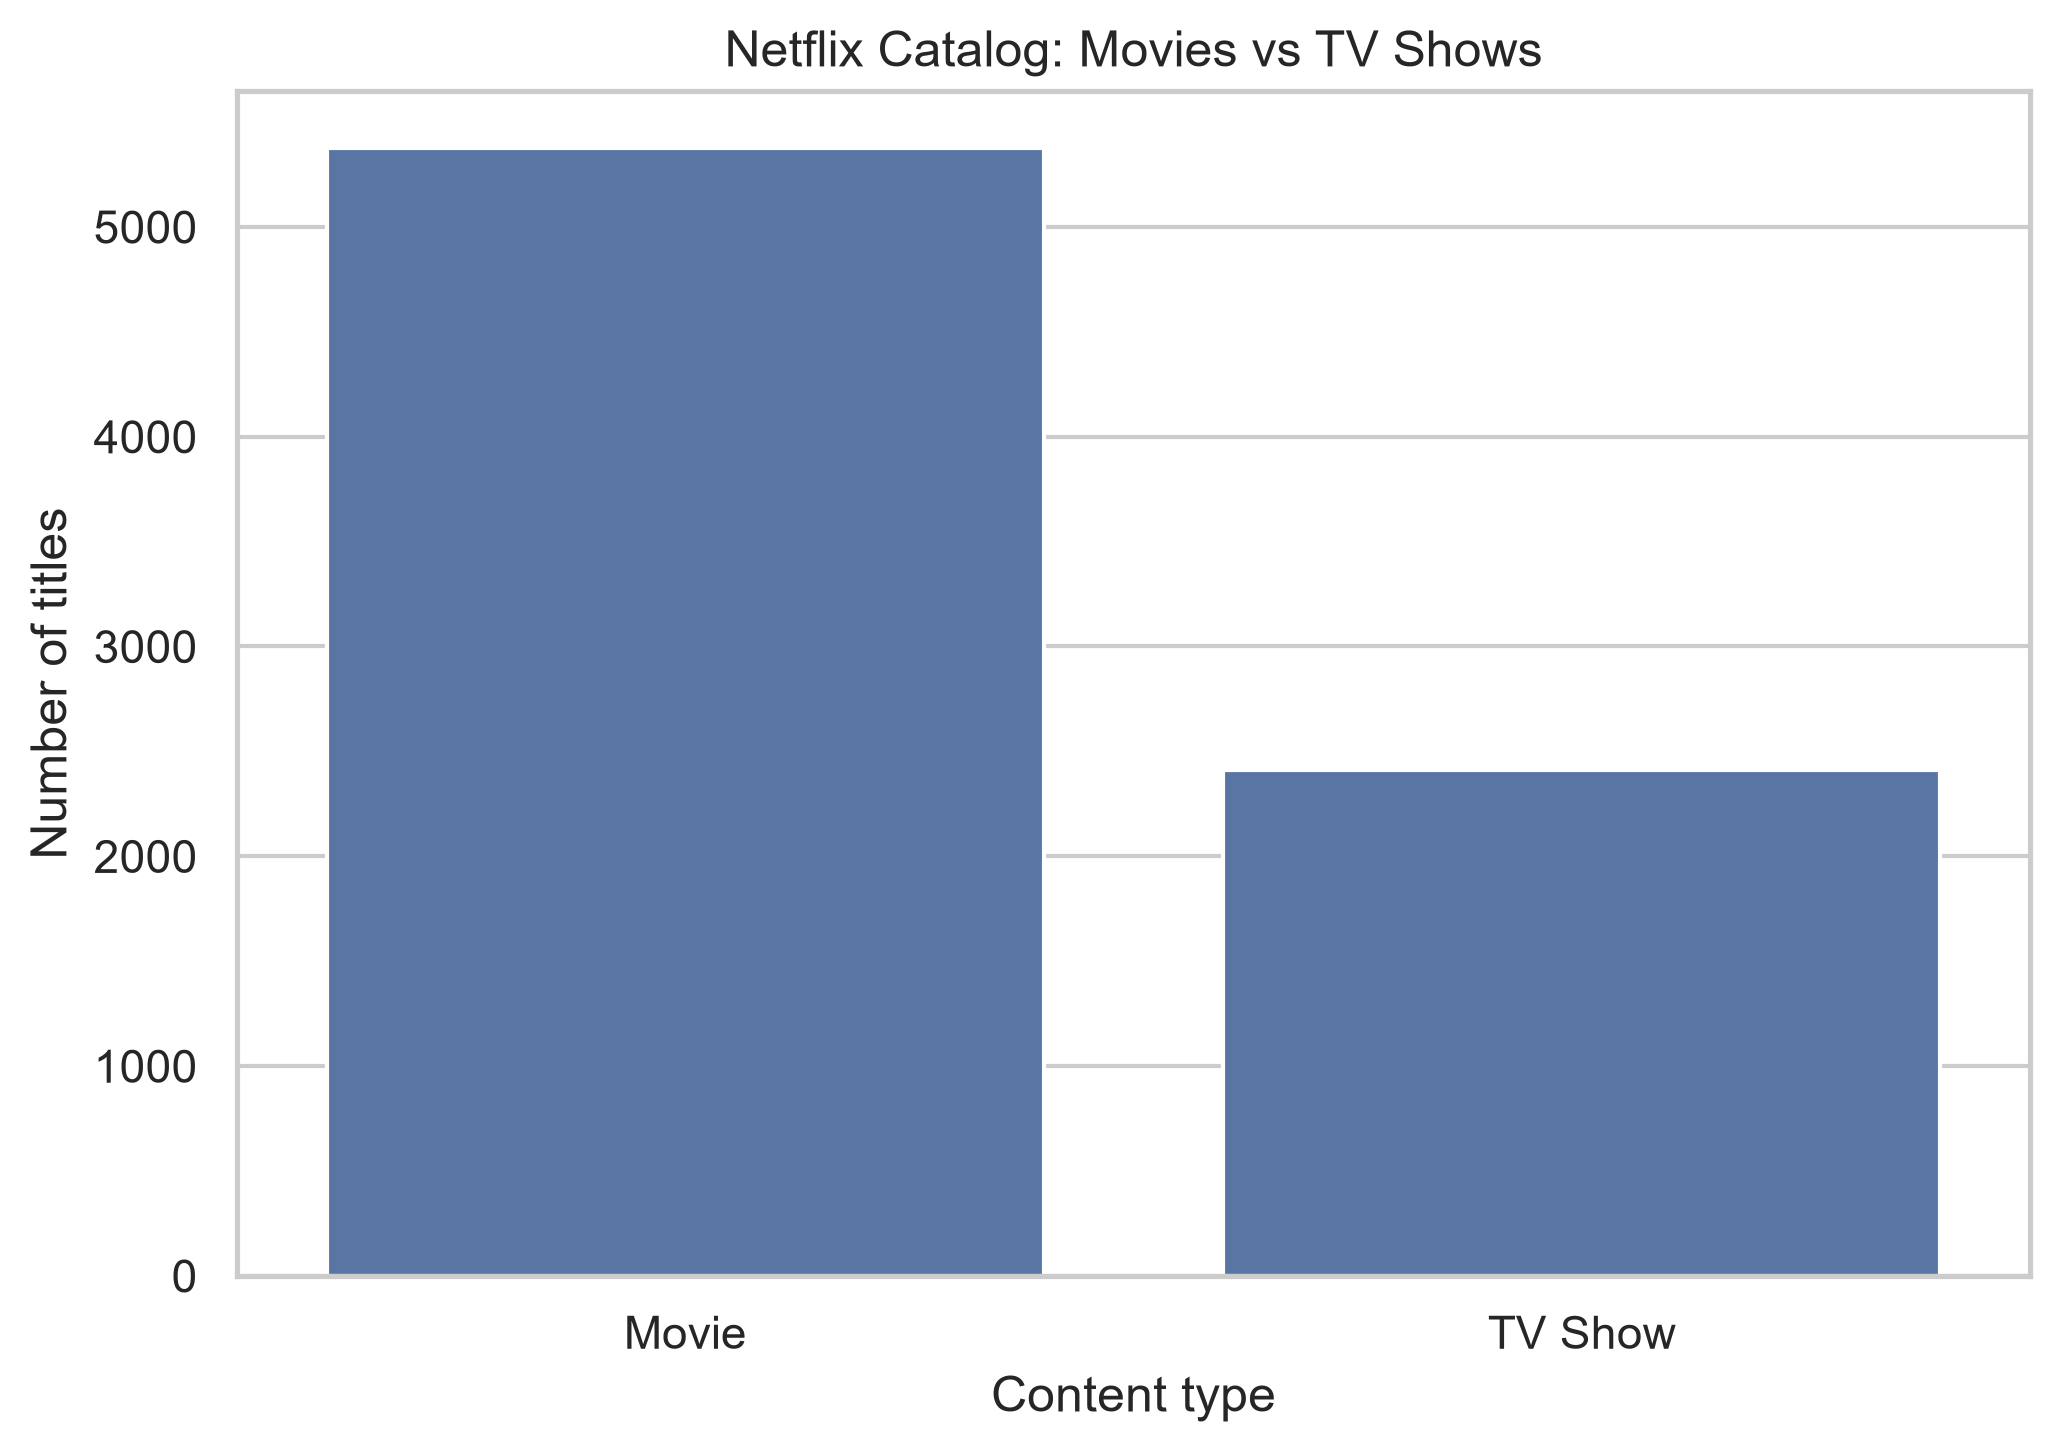 Netflix Catalog: Movies vs TV Shows
Number of titles
5000
4000
3000
2000
1000
0
Movie
TV Show
Content type